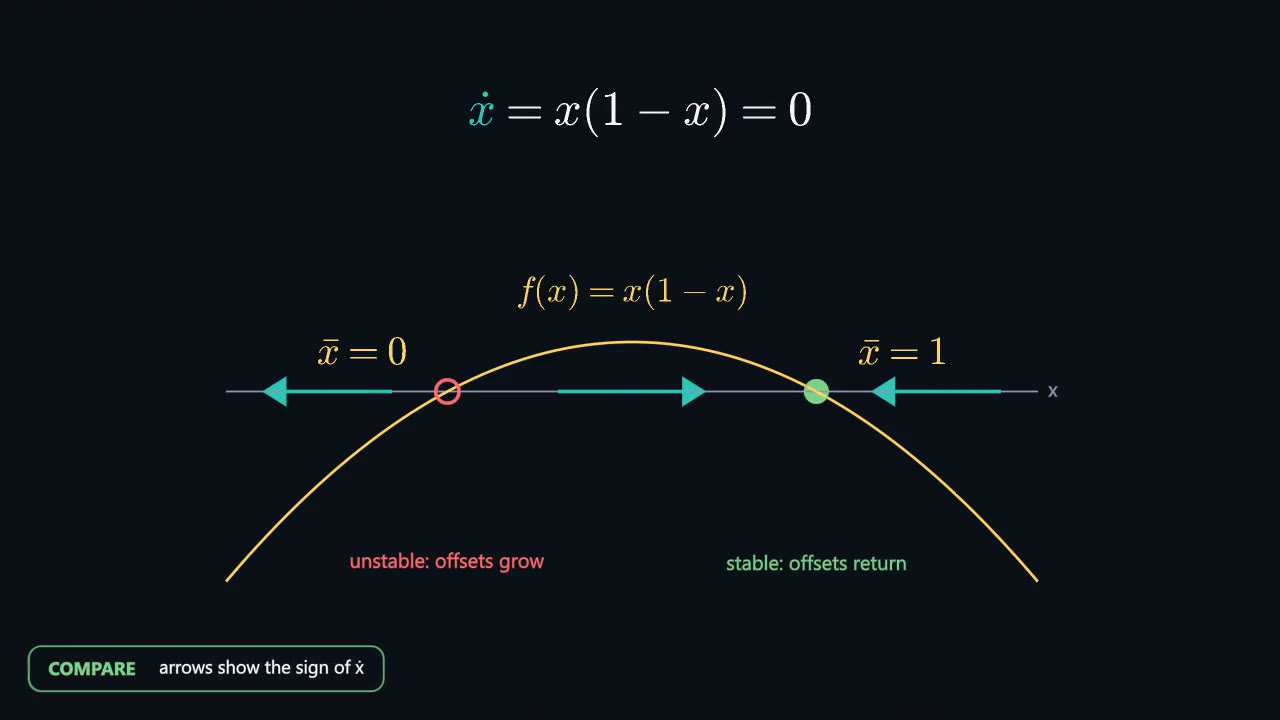 ẋ = x(1 − x) = 0
f(x) = x(1 − x)
x̄ = 0
x̄ = 1
x
unstable: offsets grow
stable: offsets return
COMPARE arrows show the sign of ẋ